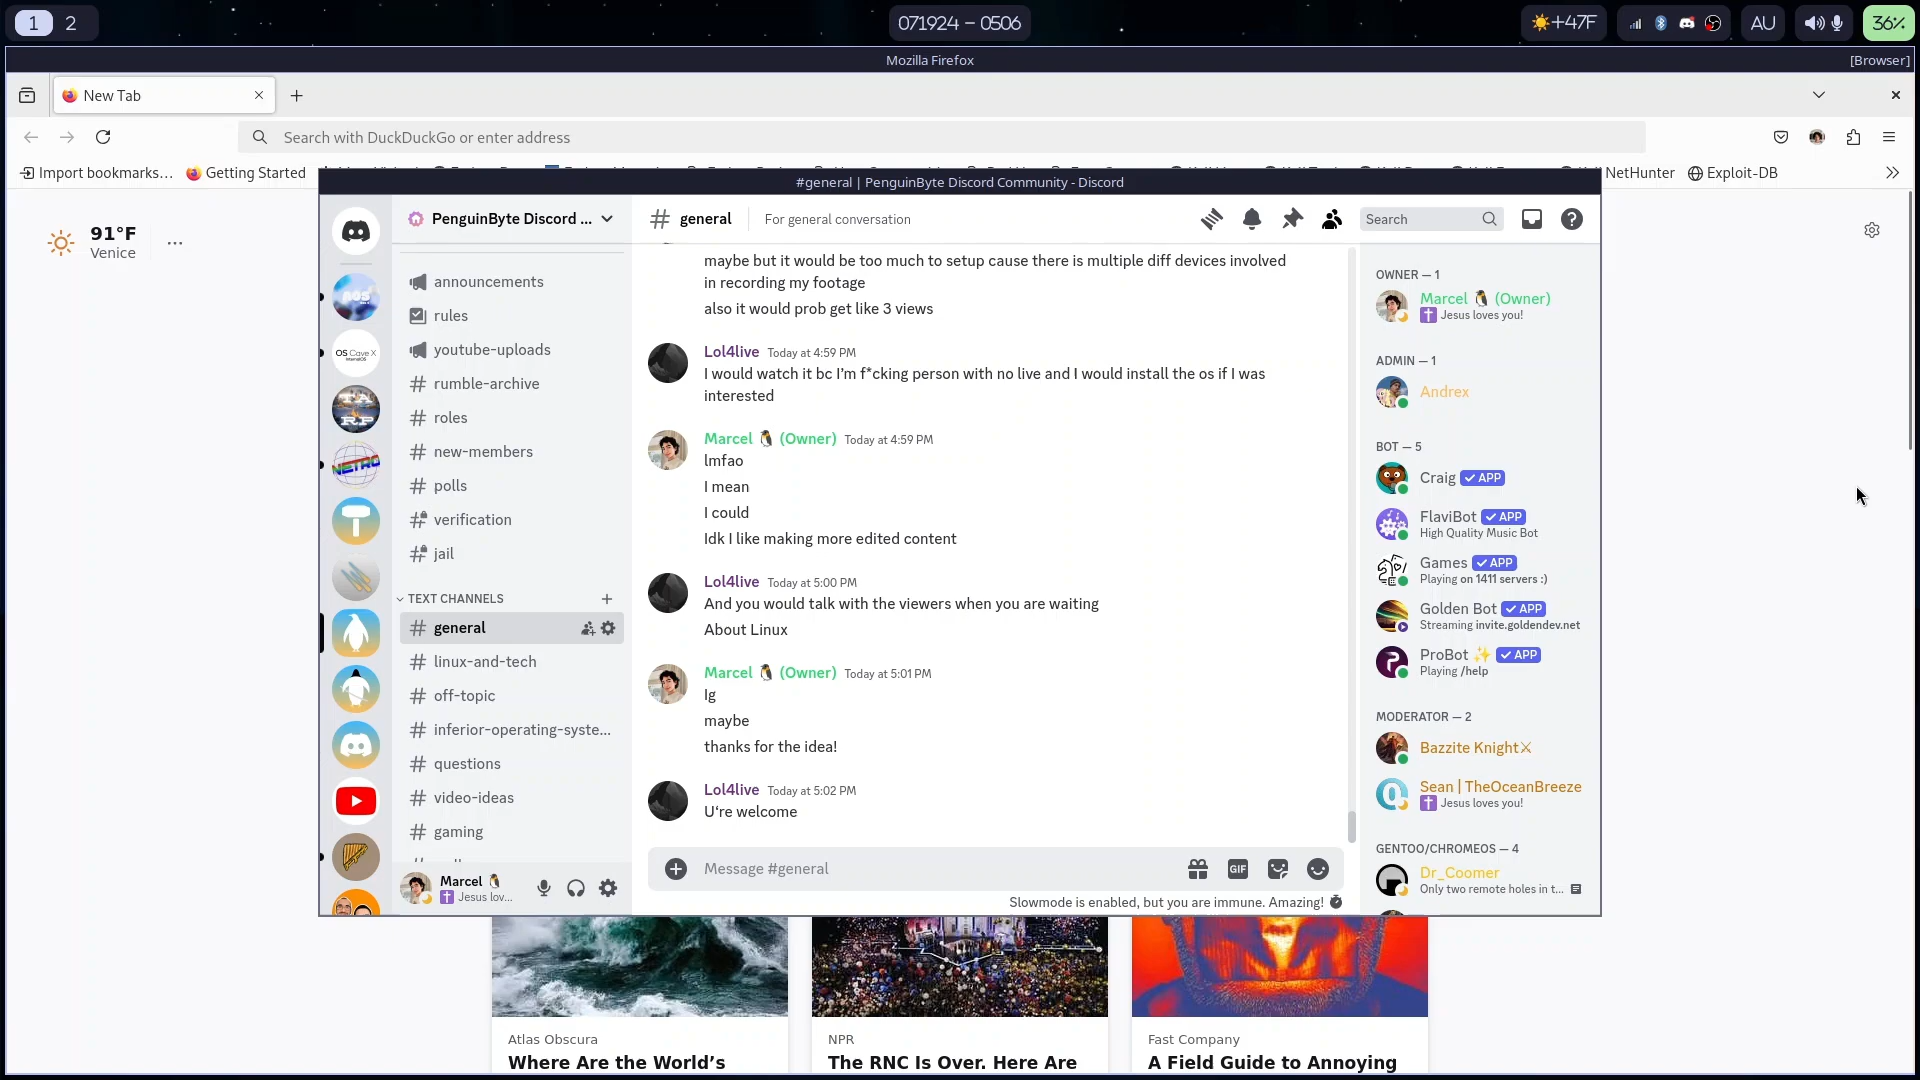 1 2
071924 – 0506
+47F
AU
36%
Mozilla Firefox
[Browser]
New Tab
Search with DuckDuckGo or enter address
Import bookmarks...
Getting Started
NetHunter
Exploit-DB
91°F
Venice
#general | PenguinByte Discord Community - Discord
PenguinByte Discord ...
announcements
rules
youtube-uploads
rumble-archive
roles
new-members
polls
verification
jail
TEXT CHANNELS
general
linux-and-tech
off-topic
inferior-operating-syste...
questions
video-ideas
gaming
Marcel
Jesus lov...
OS Cave X
general
For general conversation
Search
maybe but it would be too much to setup cause there is multiple diff devices involved
in recording my footage
also it would prob get like 3 views
Lol4live Today at 4:59 PM
I would watch it bc I'm f*cking person with no live and I would install the os if I was
interested
Marcel (Owner) Today at 4:59 PM
lmfao
I mean
I could
Idk I like making more edited content
Lol4live Today at 5:00 PM
And you would talk with the viewers when you are waiting
About Linux
Marcel (Owner) Today at 5:01 PM
Ig
maybe
thanks for the idea!
Lol4live Today at 5:02 PM
U're welcome
Message #general
GIF
Slowmode is enabled, but you are immune. Amazing!
OWNER — 1
Marcel (Owner)
Jesus loves you!
ADMIN — 1
Andrex
BOT — 5
Craig APP
FlaviBot APP
High Quality Music Bot
Games APP
Playing on 1411 servers :)
Golden Bot APP
Streaming invite.goldendev.net
ProBot APP
Playing /help
MODERATOR — 2
Bazzite Knight
Sean | TheOceanBreeze
Jesus loves you!
GENTOO/CHROMEOS — 4
Dr_Coomer
Only two remote holes in t...
Atlas Obscura
Where Are the World's
NPR
The RNC Is Over. Here Are
Fast Company
A Field Guide to Annoying